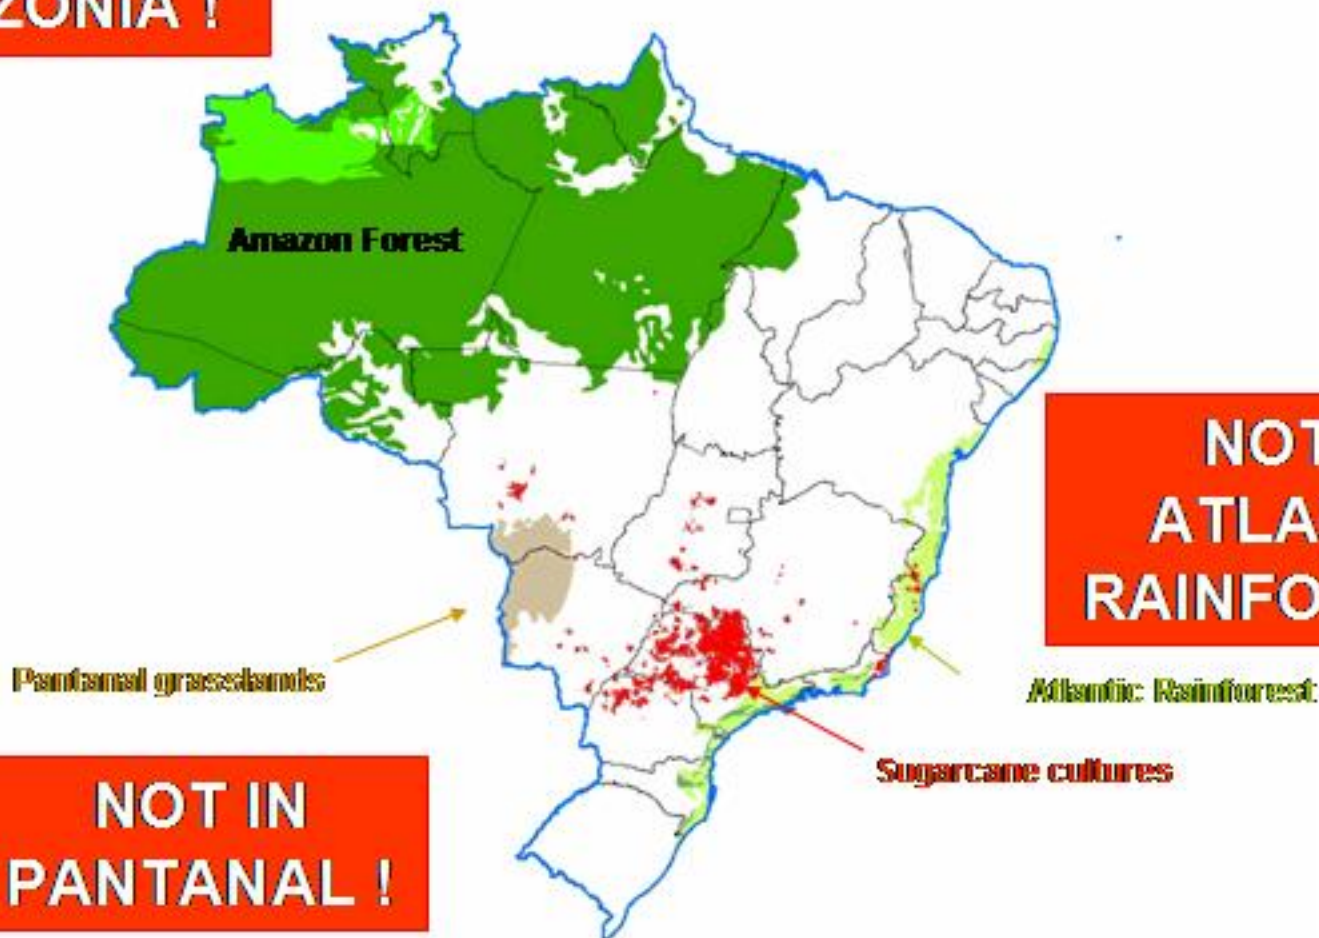 ZONIA !
Amazon Forest
NOT
ATLA
RAINFO
Pantanal grasslands
Atlantic Rainforest
Sugarcane cultures
NOT IN
PANTANAL !